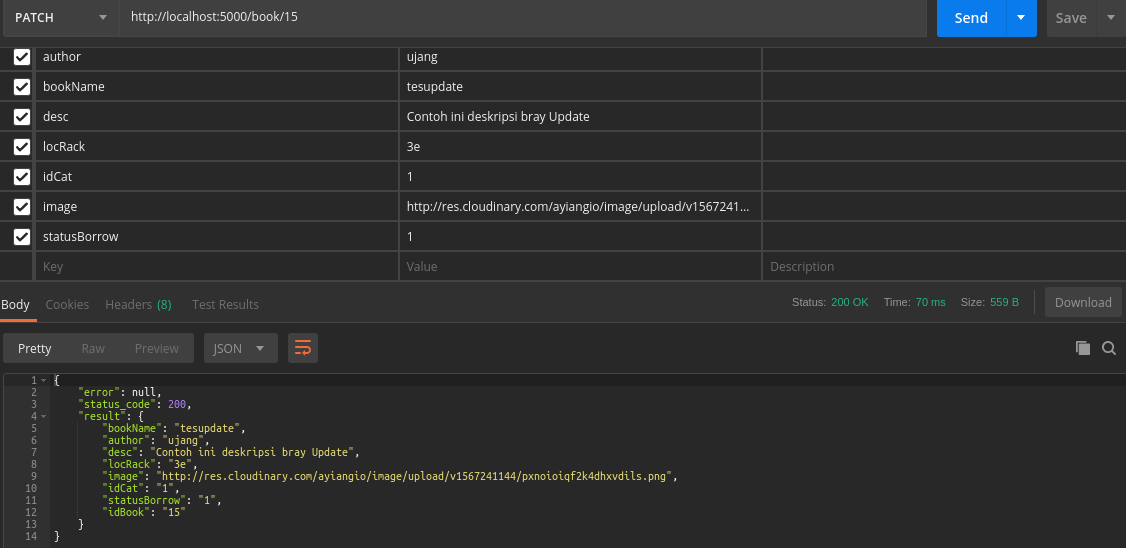 PATCH http://localhost:5000/book/15 Send Save
author ujang
bookName tesupdate
desc Contoh ini deskripsi bray Update
locRack 3e
idCat 1
image http://res.cloudinary.com/ayiangio/image/upload/v1567241...
statusBorrow 1
Key Value Description
Body Cookies Headers (8) Test Results Status: 200 OK Time: 70 ms Size: 559 B Download
Pretty Raw Preview JSON
1 {
2 "error": null,
3 "status_code": 200,
4 "result": {
5 "bookName": "tesupdate",
6 "author": "ujang",
7 "desc": "Contoh ini deskripsi bray Update",
8 "locRack": "3e",
9 "image": "http://res.cloudinary.com/ayiangio/image/upload/v1567241144/pxnoioiqf2k4dhxvdils.png",
10 "idCat": "1",
11 "statusBorrow": "1",
12 "idBook": "15"
13 }
14 }